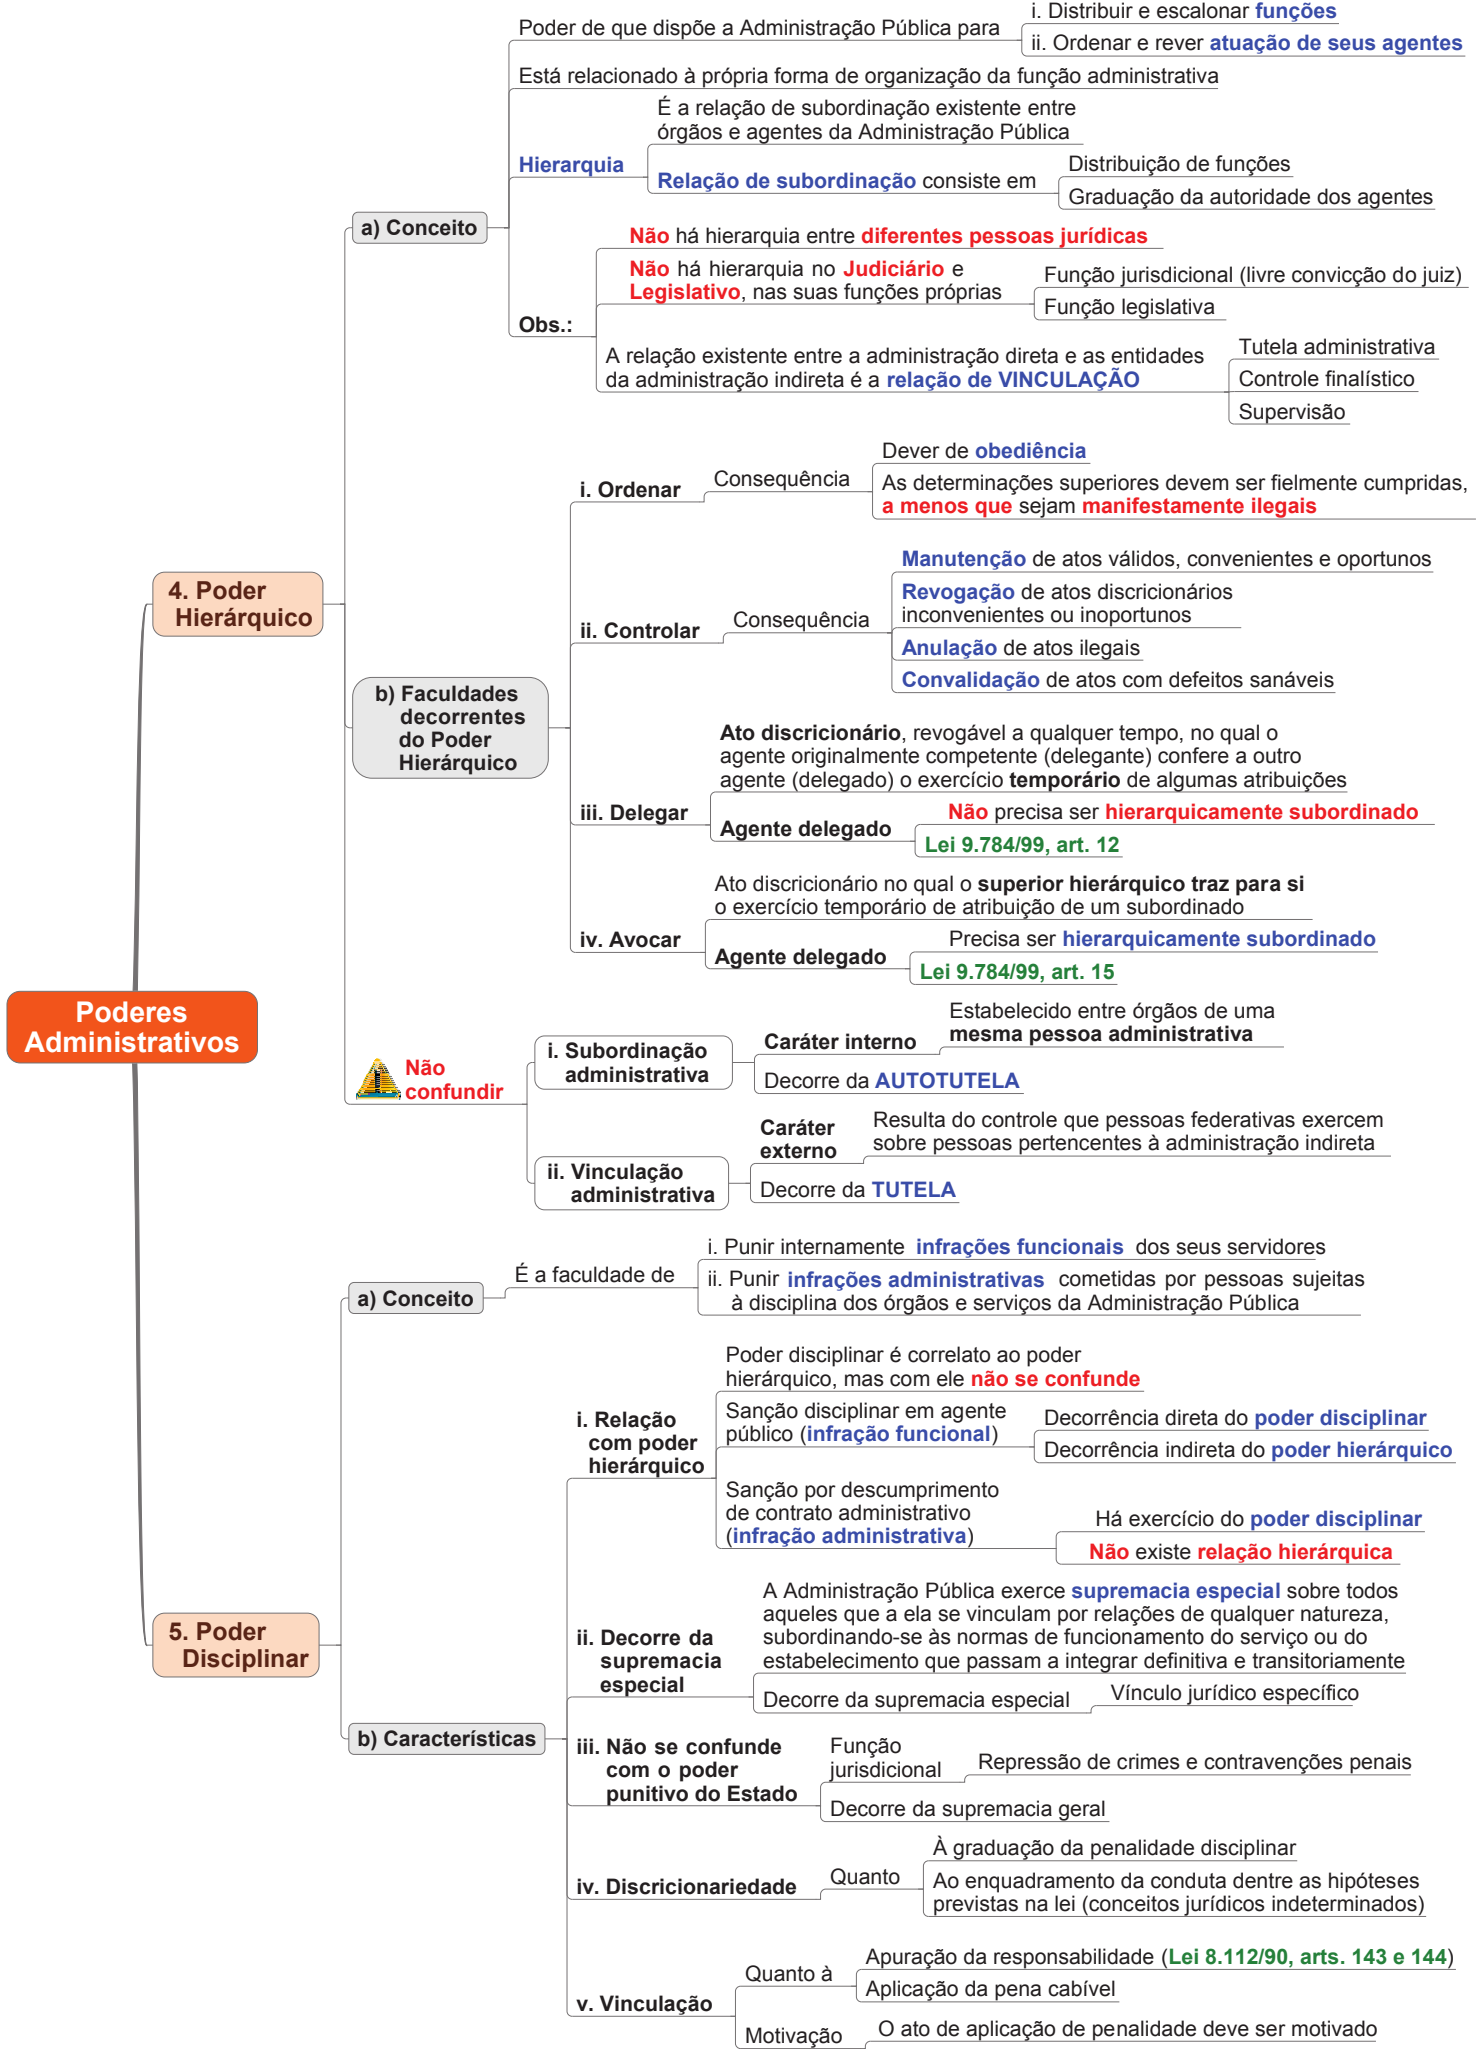 Poderes
Administrativos
4. Poder
Hierárquico
a) Conceito
Poder de que dispõe a Administração Pública para
i. Distribuir e escalonar funções
ii. Ordenar e rever atuação de seus agentes
Está relacionado à própria forma de organização da função administrativa
Hierarquia
É a relação de subordinação existente entre
órgãos e agentes da Administração Pública
Relação de subordinação consiste em
Distribuição de funções
Graduação da autoridade dos agentes
Obs.:
Não há hierarquia entre diferentes pessoas jurídicas
Não há hierarquia no Judiciário e
Legislativo, nas suas funções próprias
Função jurisdicional (livre convicção do juiz)
Função legislativa
A relação existente entre a administração direta e as entidades
da administração indireta é a relação de VINCULAÇÃO
Tutela administrativa
Controle finalístico
Supervisão
b) Faculdades
decorrentes
do Poder
Hierárquico
i. Ordenar
Consequência
Dever de obediência
As determinações superiores devem ser fielmente cumpridas,
a menos que sejam manifestamente ilegais
ii. Controlar
Consequência
Manutenção de atos válidos, convenientes e oportunos
Revogação de atos discricionários
inconvenientes ou inoportunos
Anulação de atos ilegais
Convalidação de atos com defeitos sanáveis
iii. Delegar
Ato discricionário, revogável a qualquer tempo, no qual o
agente originalmente competente (delegante) confere a outro
agente (delegado) o exercício temporário de algumas atribuições
Agente delegado
Não precisa ser hierarquicamente subordinado
Lei 9.784/99, art. 12
iv. Avocar
Ato discricionário no qual o superior hierárquico traz para si
o exercício temporário de atribuição de um subordinado
Agente delegado
Precisa ser hierarquicamente subordinado
Lei 9.784/99, art. 15
Não
confundir
i. Subordinação
administrativa
Caráter interno
Estabelecido entre órgãos de uma
mesma pessoa administrativa
Decorre da AUTOTUTELA
ii. Vinculação
administrativa
Caráter
externo
Resulta do controle que pessoas federativas exercem
sobre pessoas pertencentes à administração indireta
Decorre da TUTELA
5. Poder
Disciplinar
a) Conceito
É a faculdade de
i. Punir internamente infrações funcionais dos seus servidores
ii. Punir infrações administrativas cometidas por pessoas sujeitas
à disciplina dos órgãos e serviços da Administração Pública
b) Características
i. Relação
com poder
hierárquico
Poder disciplinar é correlato ao poder
hierárquico, mas com ele não se confunde
Sanção disciplinar em agente
público (infração funcional)
Decorrência direta do poder disciplinar
Decorrência indireta do poder hierárquico
Sanção por descumprimento
de contrato administrativo
(infração administrativa)
Há exercício do poder disciplinar
Não existe relação hierárquica
ii. Decorre da
supremacia
especial
A Administração Pública exerce supremacia especial sobre todos
aqueles que a ela se vinculam por relações de qualquer natureza,
subordinando-se às normas de funcionamento do serviço ou do
estabelecimento que passam a integrar definitiva e transitoriamente
Decorre da supremacia especial
Vínculo jurídico específico
iii. Não se confunde
com o poder
punitivo do Estado
Função
jurisdicional
Repressão de crimes e contravenções penais
Decorre da supremacia geral
iv. Discricionariedade
Quanto
À graduação da penalidade disciplinar
Ao enquadramento da conduta dentre as hipóteses
previstas na lei (conceitos jurídicos indeterminados)
v. Vinculação
Quanto à
Apuração da responsabilidade (Lei 8.112/90, arts. 143 e 144)
Aplicação da pena cabível
Motivação
O ato de aplicação de penalidade deve ser motivado